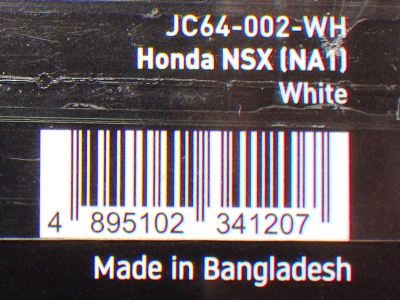 JC64-002-WH
Honda NSX (NA1)
White
4 895102 341207
Made in Bangladesh